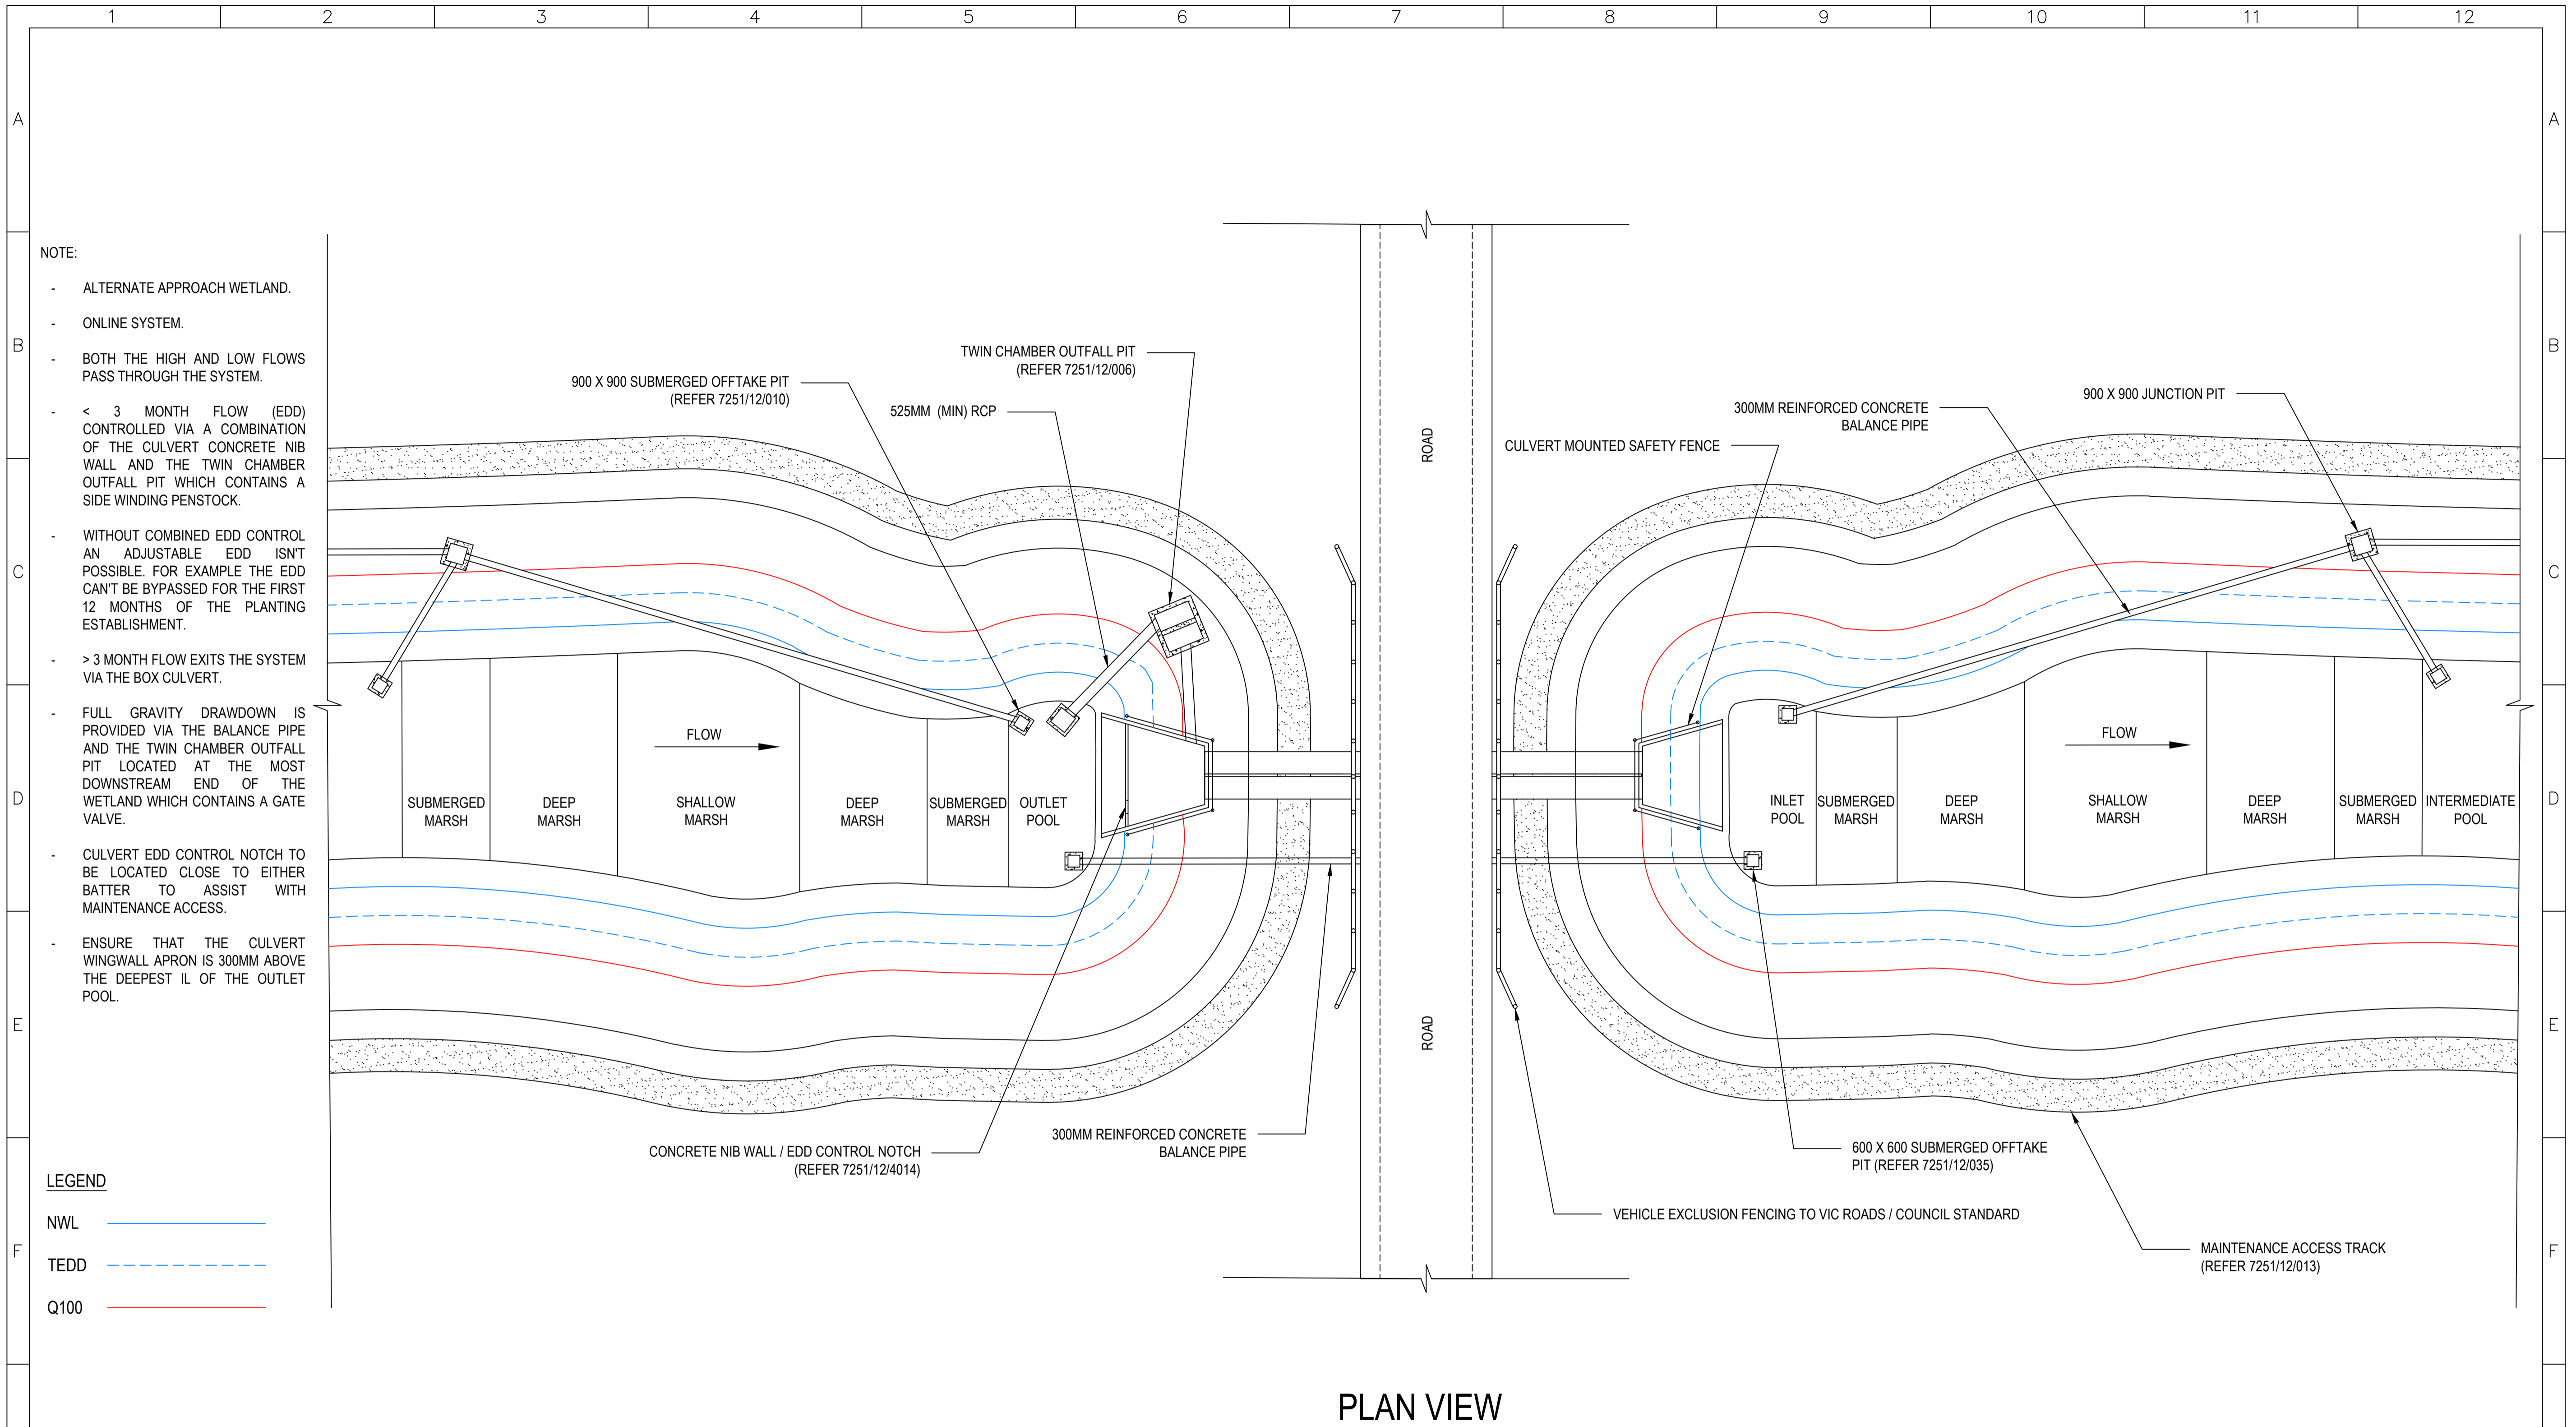 1 2 3 4 5 6 7 8 9 10 11 12
A A
B B
C C
D D
E E
F F
NOTE:
- ALTERNATE APPROACH WETLAND.
- ONLINE SYSTEM.
- BOTH THE HIGH AND LOW FLOWS
PASS THROUGH THE SYSTEM.
- < 3 MONTH FLOW (EDD)
CONTROLLED VIA A COMBINATION
OF THE CULVERT CONCRETE NIB
WALL AND THE TWIN CHAMBER
OUTFALL PIT WHICH CONTAINS A
SIDE WINDING PENSTOCK.
- WITHOUT COMBINED EDD CONTROL
AN ADJUSTABLE EDD ISN'T
POSSIBLE. FOR EXAMPLE THE EDD
CAN'T BE BYPASSED FOR THE FIRST
12 MONTHS OF THE PLANTING
ESTABLISHMENT.
- > 3 MONTH FLOW EXITS THE SYSTEM
VIA THE BOX CULVERT.
- FULL GRAVITY DRAWDOWN IS
PROVIDED VIA THE BALANCE PIPE
AND THE TWIN CHAMBER OUTFALL
PIT LOCATED AT THE MOST
DOWNSTREAM END OF THE
WETLAND WHICH CONTAINS A GATE
VALVE.
- CULVERT EDD CONTROL NOTCH TO
BE LOCATED CLOSE TO EITHER
BATTER TO ASSIST WITH
MAINTENANCE ACCESS.
- ENSURE THAT THE CULVERT
WINGWALL APRON IS 300MM ABOVE
THE DEEPEST IL OF THE OUTLET
POOL.
LEGEND
NWL
TEDD
Q100
TWIN CHAMBER OUTFALL PIT
(REFER 7251/12/006)
900 X 900 SUBMERGED OFFTAKE PIT
(REFER 7251/12/010)
525MM (MIN) RCP
FLOW
SUBMERGED
MARSH
DEEP
MARSH
SHALLOW
MARSH
DEEP
MARSH
SUBMERGED
MARSH
OUTLET
POOL
CONCRETE NIB WALL / EDD CONTROL NOTCH
(REFER 7251/12/4014)
300MM REINFORCED CONCRETE
BALANCE PIPE
ROAD
ROAD
900 X 900 JUNCTION PIT
300MM REINFORCED CONCRETE
BALANCE PIPE
CULVERT MOUNTED SAFETY FENCE
FLOW
INLET
POOL
SUBMERGED
MARSH
DEEP
MARSH
SHALLOW
MARSH
DEEP
MARSH
SUBMERGED
MARSH
INTERMEDIATE
POOL
600 X 600 SUBMERGED OFFTAKE
PIT (REFER 7251/12/035)
VEHICLE EXCLUSION FENCING TO VIC ROADS / COUNCIL STANDARD
MAINTENANCE ACCESS TRACK
(REFER 7251/12/013)
PLAN VIEW